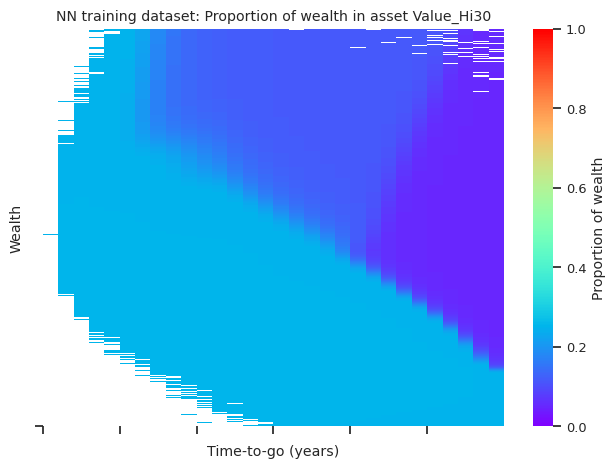 NN training dataset: Proportion of wealth in asset Value_Hi30
1.0
0.8
0.6
0.4
0.2
0.0
Proportion of wealth
Wealth
Time-to-go (years)